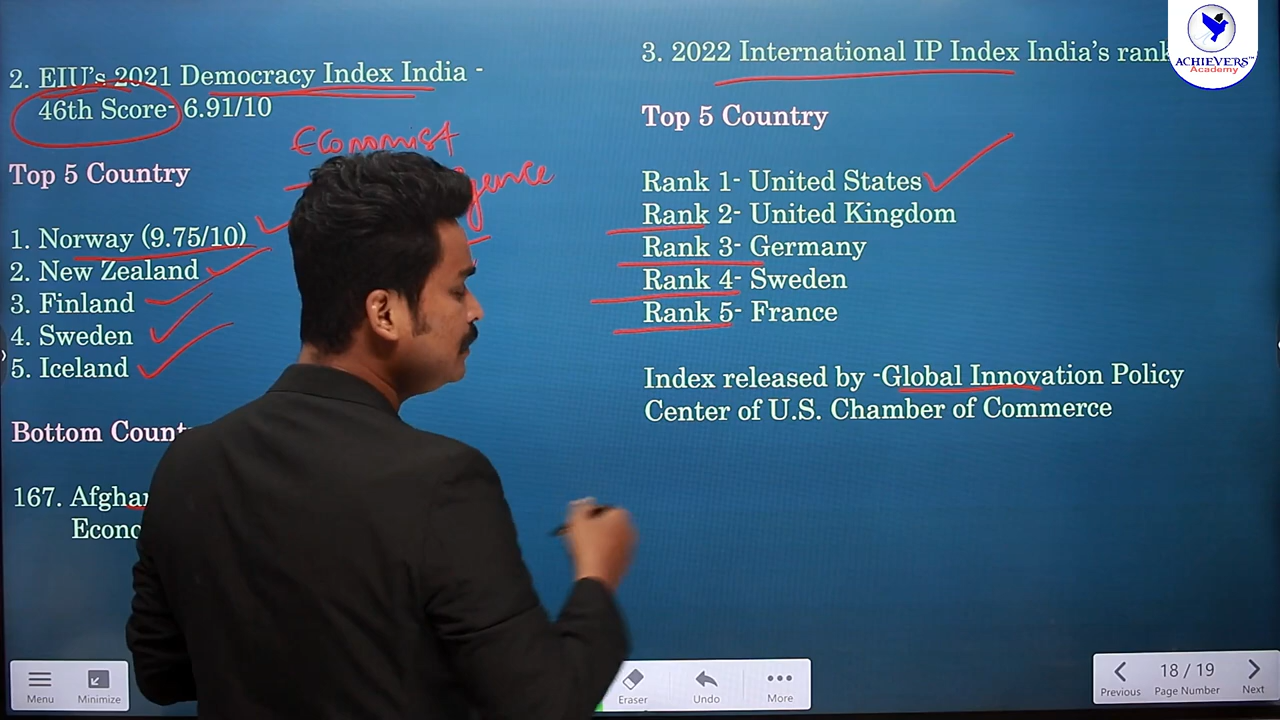 2. EIU's 2021 Democracy Index India -
46th Score- 6.91/10
Economist
Top 5 Country
1. Norway (9.75/10)
2. New Zealand
3. Finland
4. Sweden
5. Iceland
Bottom
167.
3. 2022 International IP Index India's rank
Top 5 Country
Rank 1- United States
Rank 2- United Kingdom
Rank 3- Germany
Rank 4- Sweden
Rank 5- France
Index released by -Global Innovation Policy
Center of U.S. Chamber of Commerce
ACHIEVERS™
Academy
Menu
Minimize
Eraser
Undo
More
18 / 19
Previous
Page Number
Next